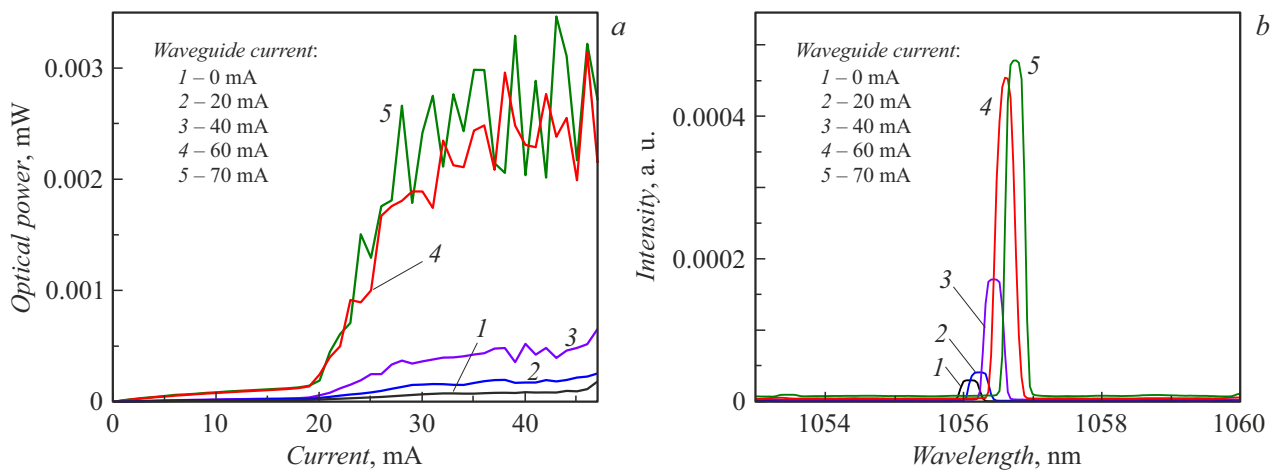 a
Optical power, mW
0.003
0.002
0.001
0
Waveguide current:
1 – 0 mA
2 – 20 mA
3 – 40 mA
4 – 60 mA
5 – 70 mA
5
4
1
3
2
0
10
20
30
40
Current, mA
b
Intensity, a. u.
0.0004
0.0002
0
Waveguide current:
1 – 0 mA
2 – 20 mA
3 – 40 mA
4 – 60 mA
5 – 70 mA
5
4
3
2
1
1054
1056
1058
1060
Wavelength, nm